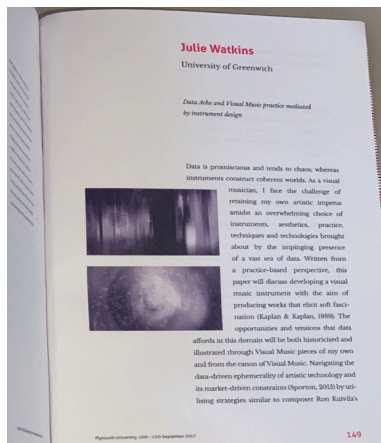 Julie Watkins
University of Greenwich
Data Ache and Visual Music practice mediated
by instrument design
Data is promiscuous and tends to chaos; whereas
instruments construct coherent worlds. As a visual
musician, I face the challenge of
retaining my own artistic impetus
amidst an overwhelming choice of
instruments, aesthetics, practice,
techniques and technologies brought
about by the impinging presence
of a vast sea of data. Written from
a practice-based perspective, this
paper will discuss developing a visual
music instrument with the aim of
producing works that elicit soft fasci-
nation (Kaplan & Kaplan, 1989). The
opportunities and tensions that data
affords in this domain will be both historicised and
illustrated through Visual Music pieces of my own
and from the canon of Visual Music. Navigating the
data-driven ephemerality of artistic technology and
its market-driven constraints (Sporton, 2015) by uti-
lising strategies similar to composer Ron Kuivila's
Plymouth University, 10th - 12th September 2017
149